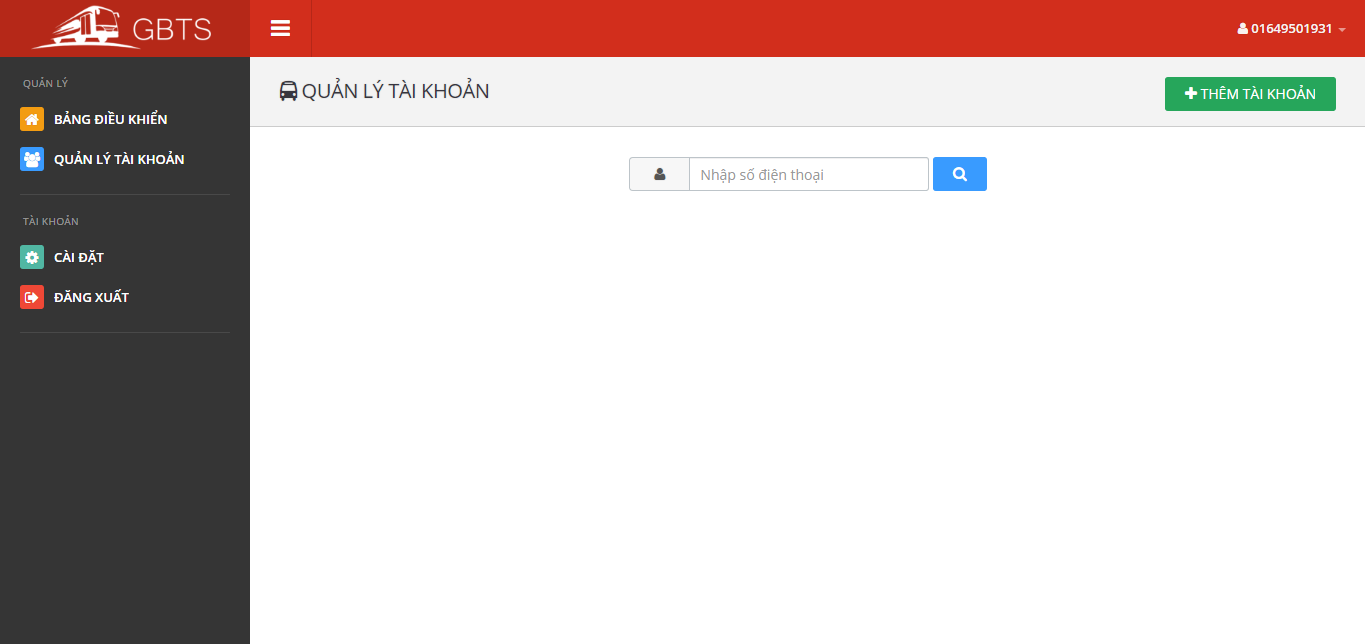 GBTS
01649501931
QUẢN LÝ
BẢNG ĐIỀU KHIỂN
QUẢN LÝ TÀI KHOẢN
TÀI KHOẢN
CÀI ĐẶT
ĐĂNG XUẤT
QUẢN LÝ TÀI KHOẢN
THÊM TÀI KHOẢN
Nhập số điện thoại